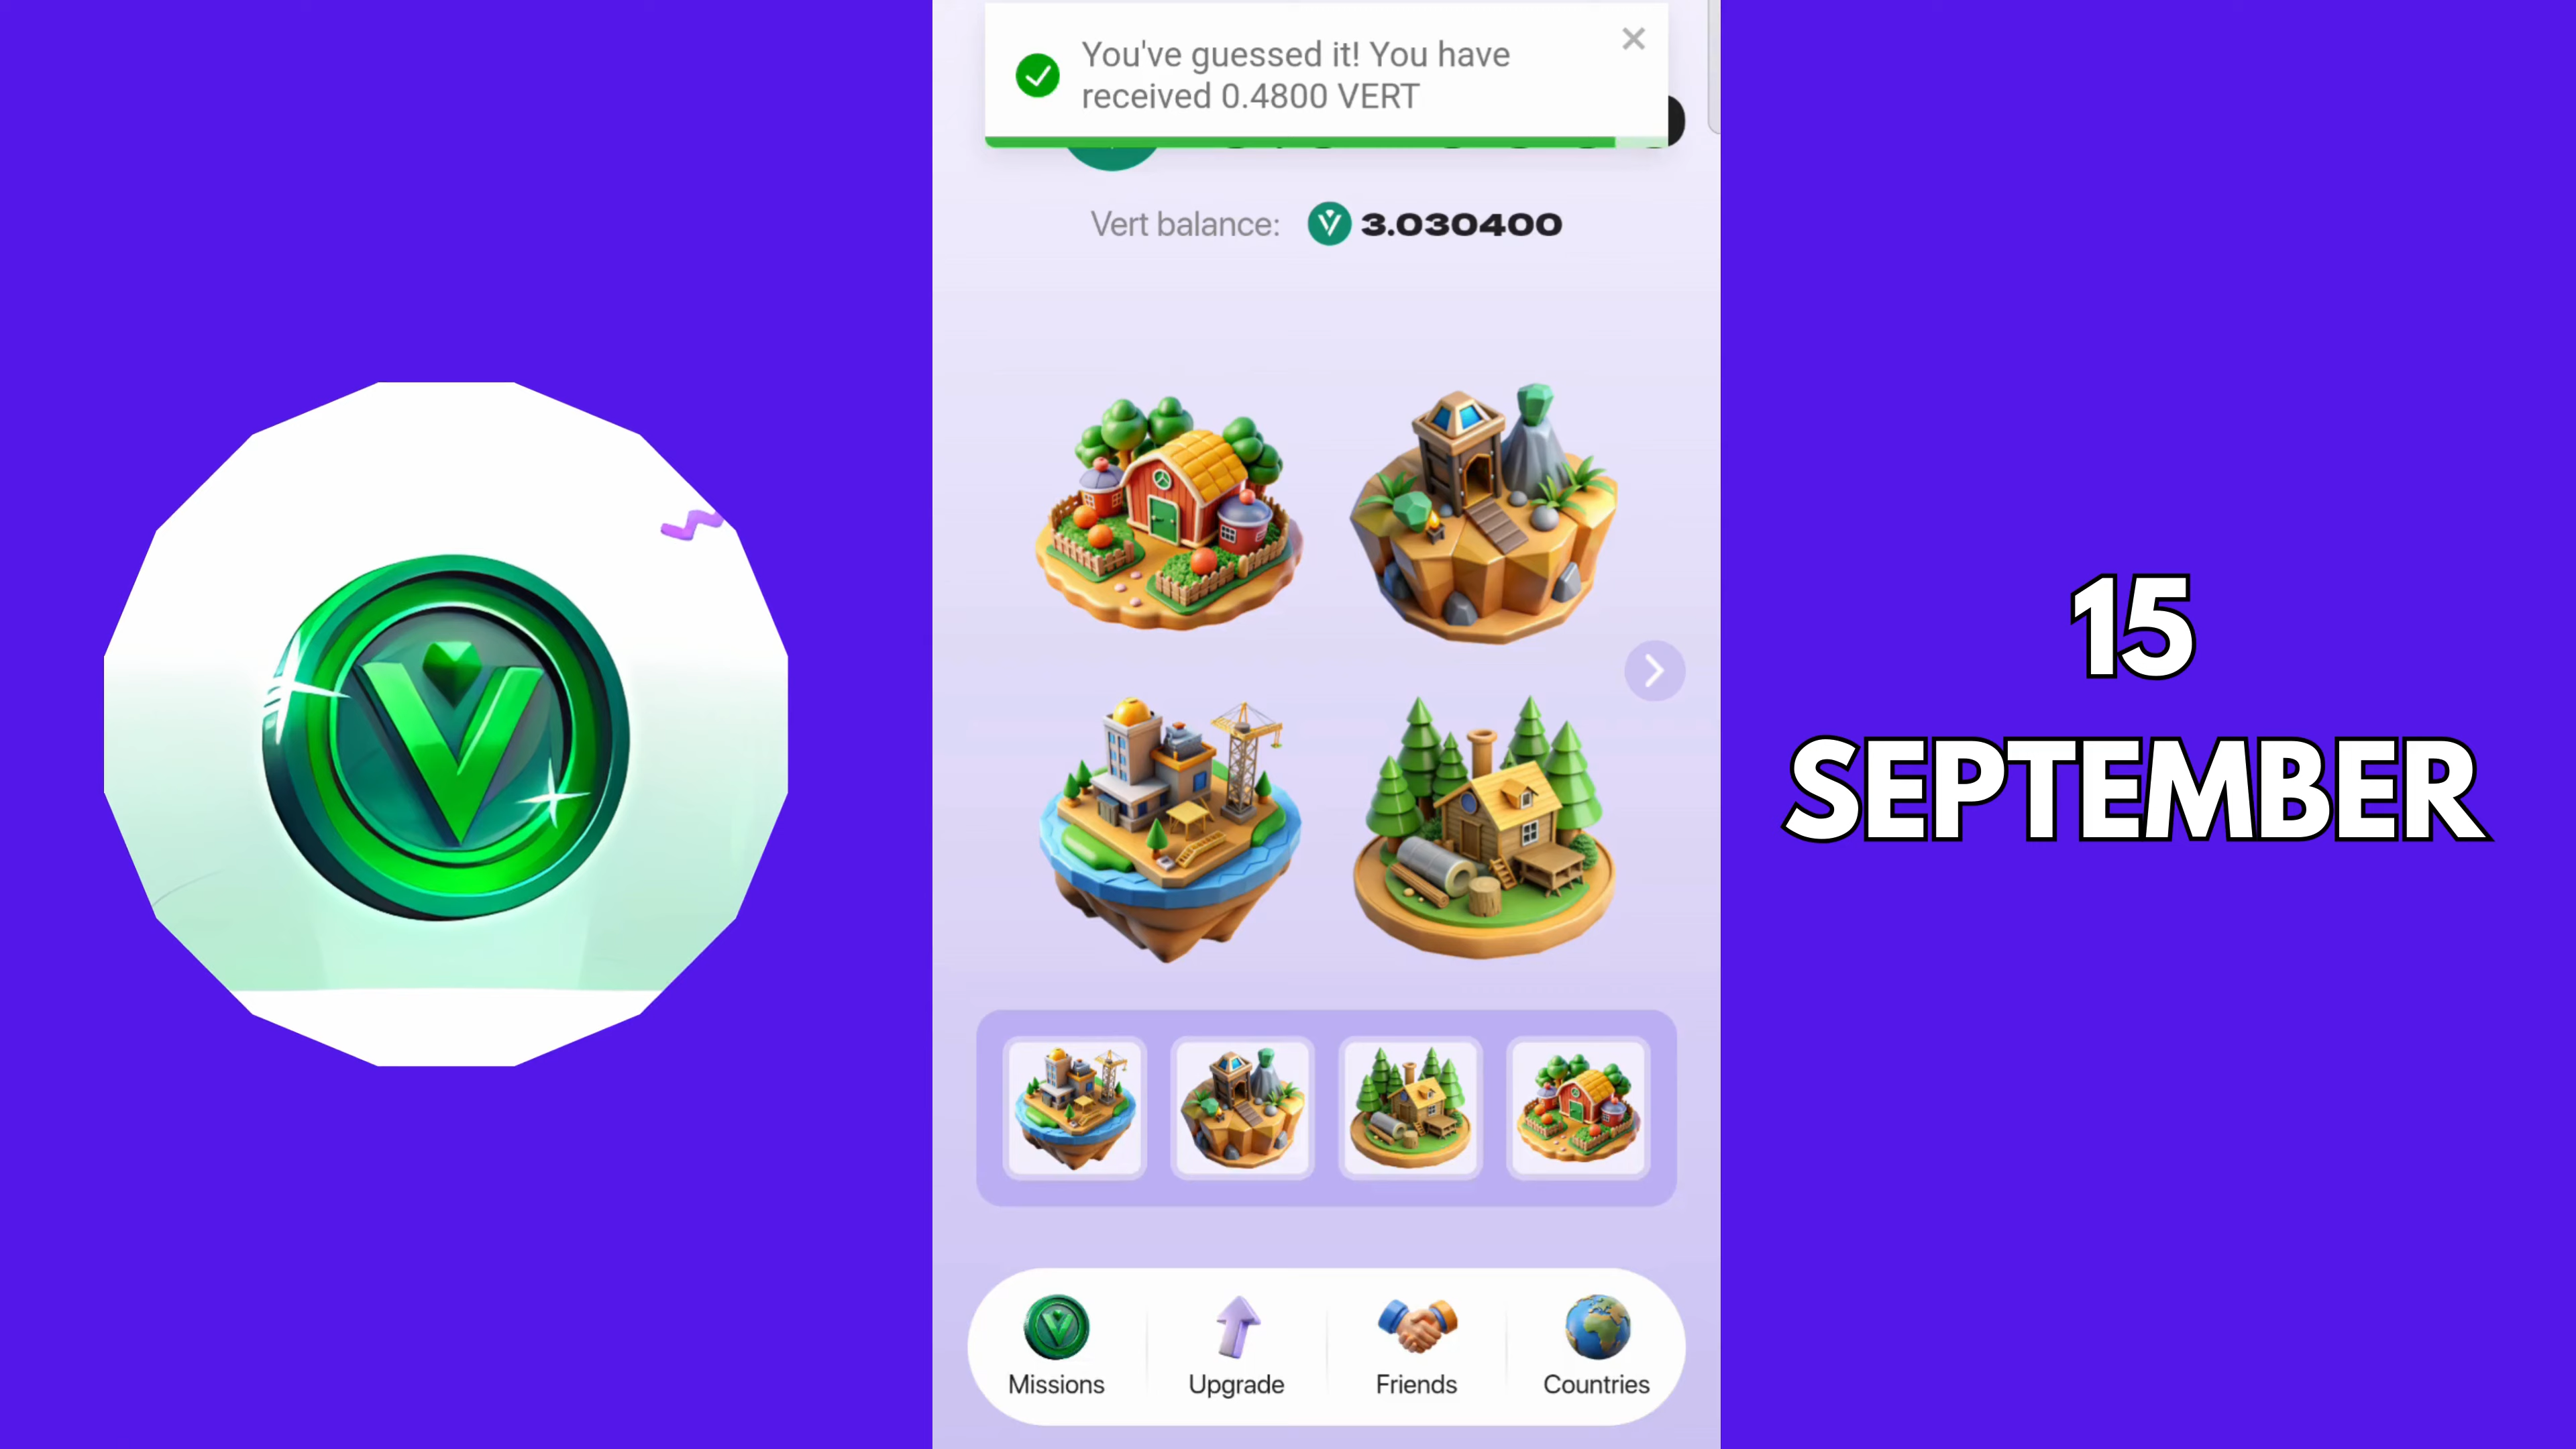 You've guessed it! You have
received 0.4800 VERT
Vert balance: 3.030400
15
SEPTEMBER
Missions
Upgrade
Friends
Countries